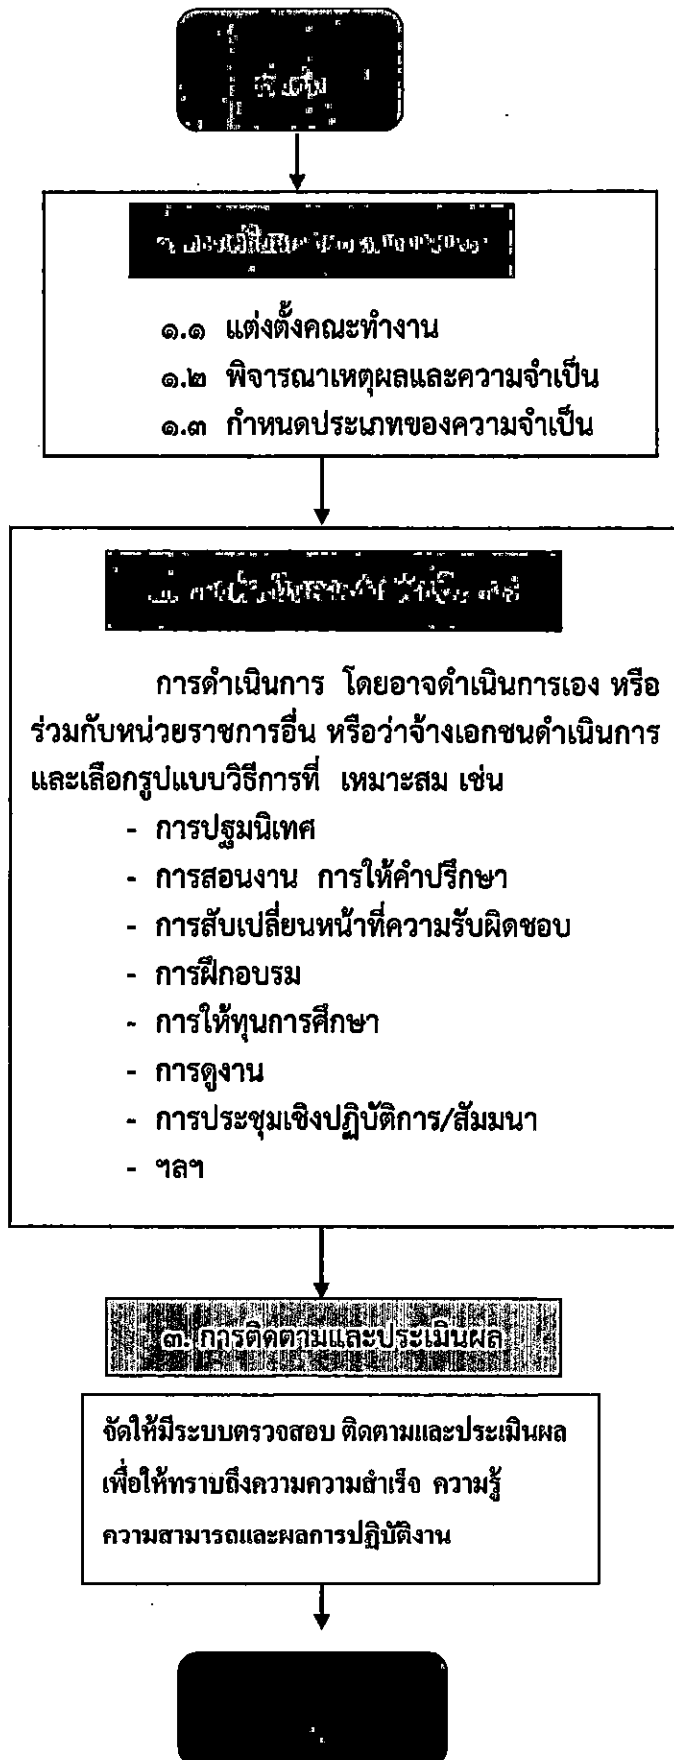 ๑.๑ แต่งตั้งคณะทำงาน
๑.๒ พิจารณาเหตุผลและความจำเป็น
๑.๓ กำหนดประเภทของความจำเป็น
การดำเนินการ โดยอาจดำเนินการเอง หรือ
ร่วมกับหน่วยราชการอื่น หรือว่าจ้างเอกชนดำเนินการ
และเลือกรูปแบบวิธีการที่ เหมาะสม เช่น
- การปฐมนิเทศ
- การสอนงาน การให้คำปรึกษา
- การสับเปลี่ยนหน้าที่ความรับผิดชอบ
- การฝึกอบรม
- การให้ทุนการศึกษา
- การดูงาน
- การประชุมเชิงปฏิบัติการ/สัมมนา
- ฯลฯ
๓. การติดตามและประเมินผล
จัดให้มีระบบตรวจสอบ ติดตามและประเมินผล
เพื่อให้ทราบถึงความความสำเร็จ ความรู้
ความสามารถและผลการปฏิบัติงาน